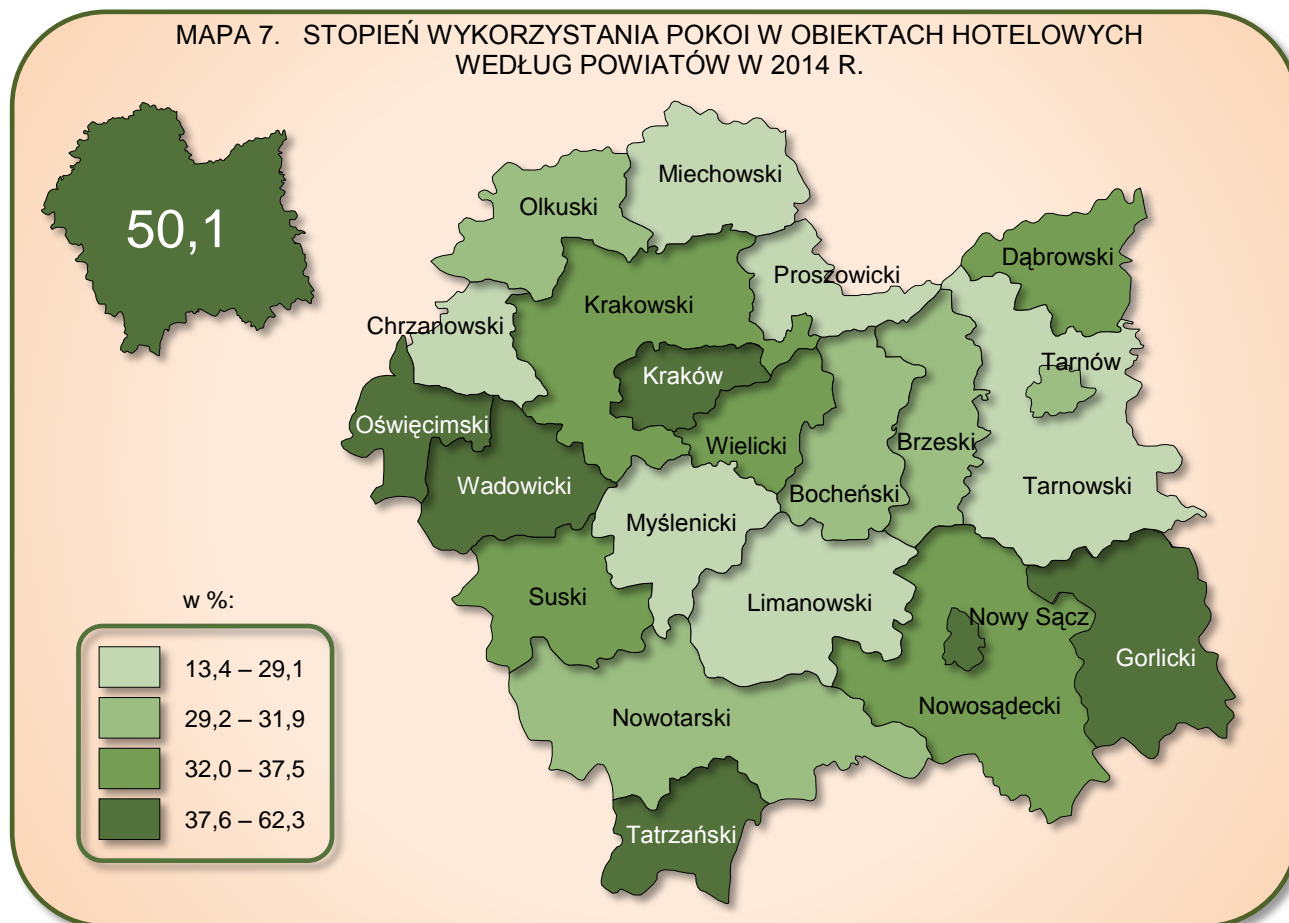 MAPA 7. STOPIEŃ WYKORZYSTANIA POKOI W OBIEKTACH HOTELOWYCH
WEDŁUG POWIATÓW W 2014 R.
50,1
Miechowski
Olkuski
Dąbrowski
Proszowicki
Krakowski
Chrzanowski
Tarnów
Kraków
Oświęcimski
Wielicki
Brzeski
Wadowicki
Bocheński
Tarnowski
Myślenicki
Suski
Limanowski
Nowy Sącz
Gorlicki
Nowosądecki
Nowotarski
Tatrzański
w %:
13,4 – 29,1
29,2 – 31,9
32,0 – 37,5
37,6 – 62,3